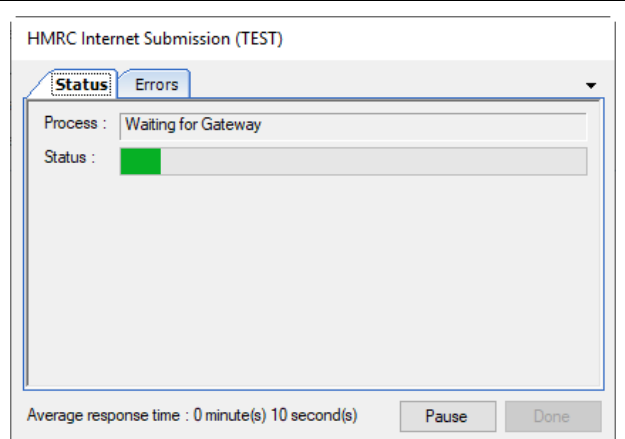 HMRC Internet Submission (TEST)
Status Errors
Process : Waiting for Gateway
Status :
Average response time : 0 minute(s) 10 second(s) Pause Done